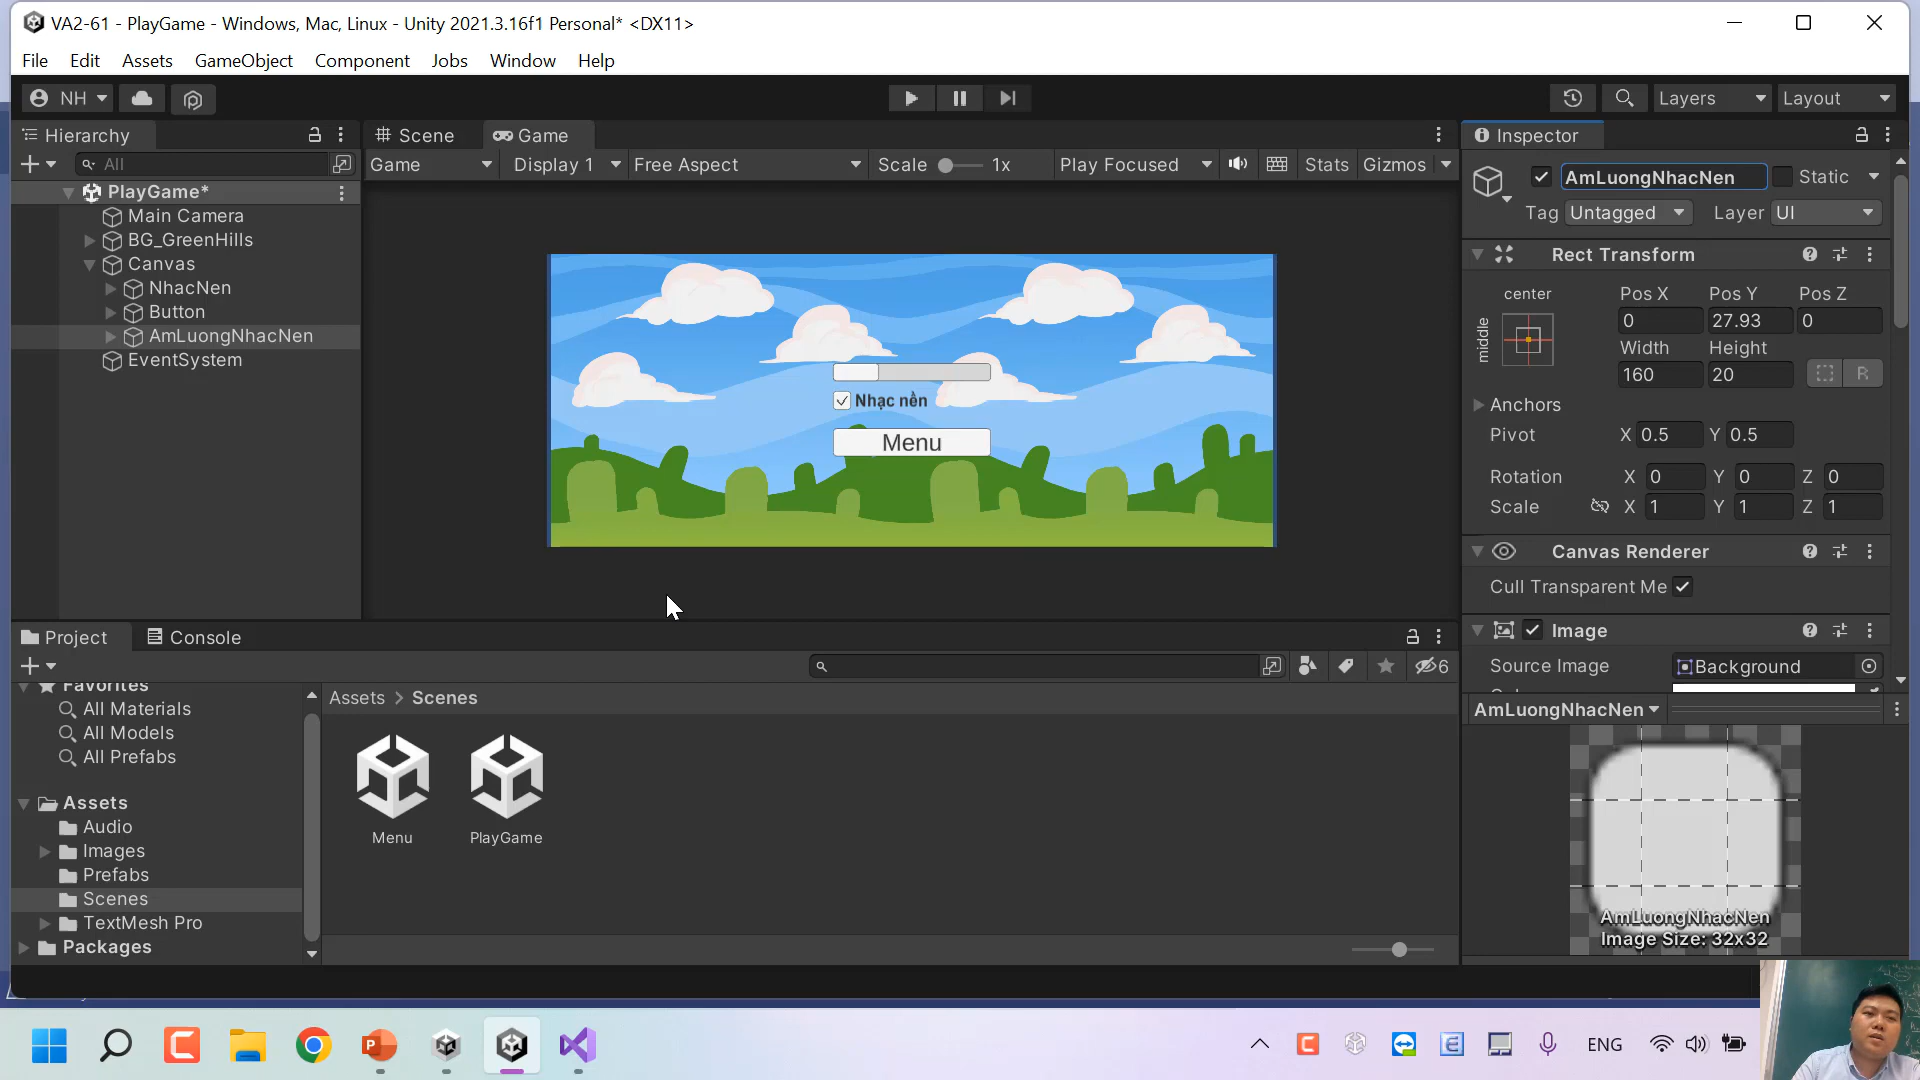 VA2-61 - PlayGame - Windows, Mac, Linux - Unity 2021.3.16f1 Personal* <DX11>
File Edit Assets GameObject Component Jobs Window Help
NH Layers Layout
Hierarchy Scene Game Inspector
All Game Display 1 Free Aspect Scale 1x Play Focused Stats Gizmos
PlayGame*
Main Camera
BG_GreenHills
Canvas
NhacNen
Button
AmLuongNhacNen
EventSystem
Nhạc nền
Menu
AmLuongNhacNen Static
Tag Untagged Layer UI
Rect Transform
center Pos X Pos Y Pos Z
middle 0 27.93 0
Width Height
160 20 R
Anchors
Pivot X 0.5 Y 0.5
Rotation X 0 Y 0 Z 0
Scale X 1 Y 1 Z 1
Canvas Renderer
Cull Transparent Me
Image
Source Image Background
Project Console
6
Favorites
All Materials
All Models
All Prefabs
Assets
Audio
Images
Prefabs
Scenes
TextMesh Pro
Packages
Assets > Scenes
Menu PlayGame
AmLuongNhacNen
AmLuongNhacNen
Image Size: 32x32
ENG